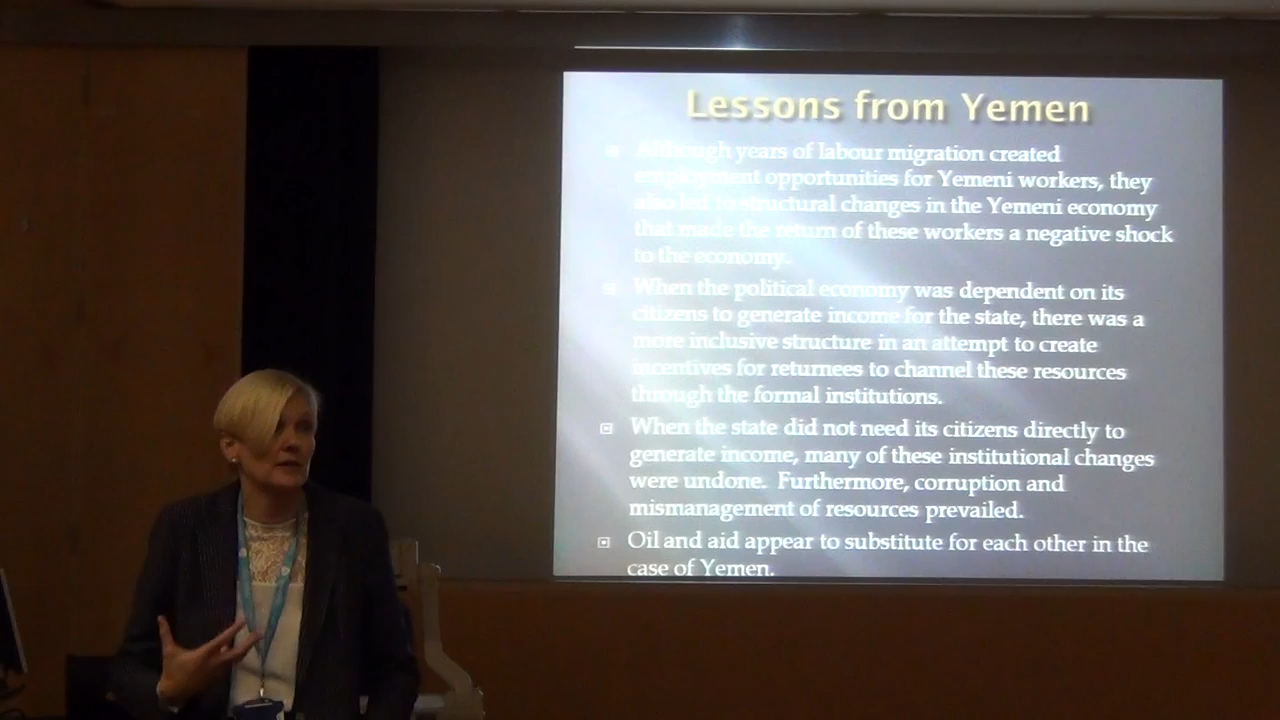 Lessons from Yemen
Although years of labour migration created
employment opportunities for Yemeni workers, they
also led to structural changes in the Yemeni economy
that made the return of these workers a negative shock
to the economy.
When the political economy was dependent on its
citizens to generate income for the state, there was a
more inclusive structure in an attempt to create
incentives for returnees to channel these resources
through the formal institutions.
When the state did not need its citizens directly to
generate income, many of these institutional changes
were undone. Furthermore, corruption and
mismanagement of resources prevailed.
Oil and aid appear to substitute for each other in the
case of Yemen.